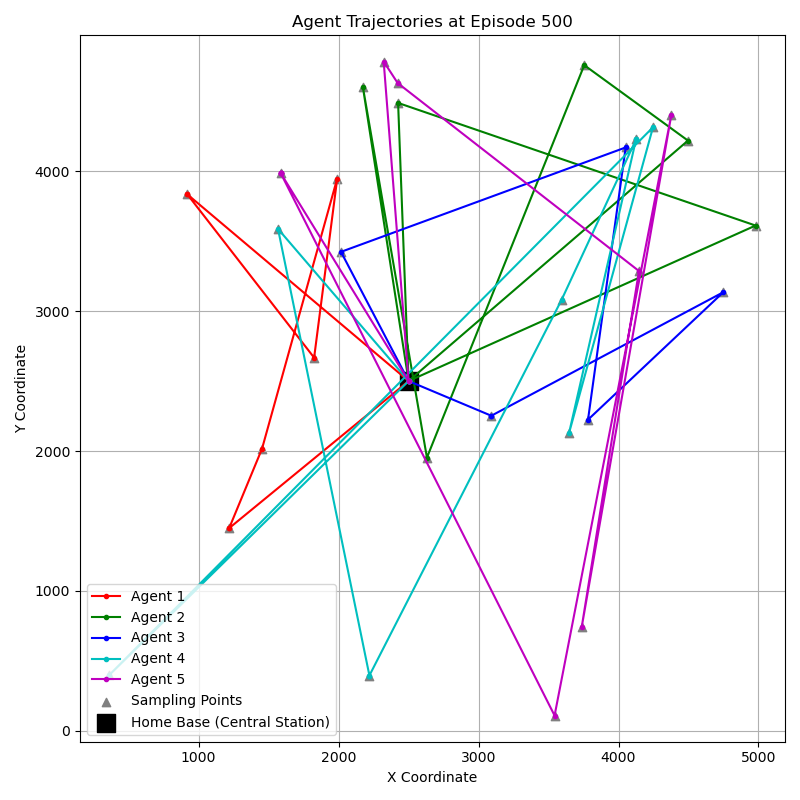 Agent Trajectories at Episode 500
Y Coordinate
4000
3000
2000
1000
0
Agent 1
Agent 2
Agent 3
Agent 4
Agent 5
Sampling Points
Home Base (Central Station)
1000 2000 3000 4000 5000
X Coordinate